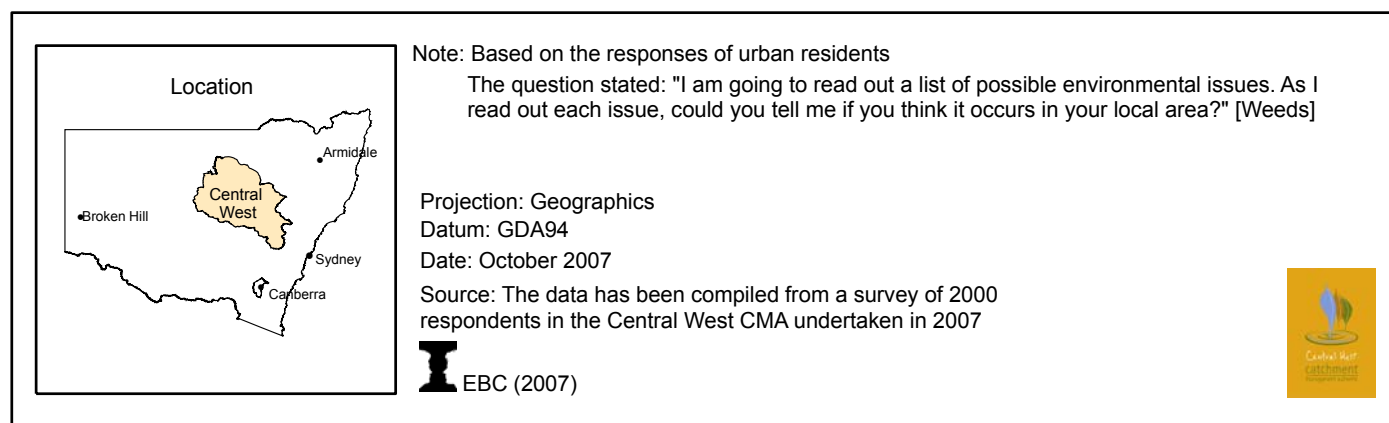 Location
Armidale
Central
West
Broken Hill
Sydney
Canberra
Note: Based on the responses of urban residents
The question stated: "I am going to read out a list of possible environmental issues. As I
read out each issue, could you tell me if you think it occurs in your local area?" [Weeds]
Projection: Geographics
Datum: GDA94
Date: October 2007
Source: The data has been compiled from a survey of 2000
respondents in the Central West CMA undertaken in 2007
EBC (2007)
Central West
catchment